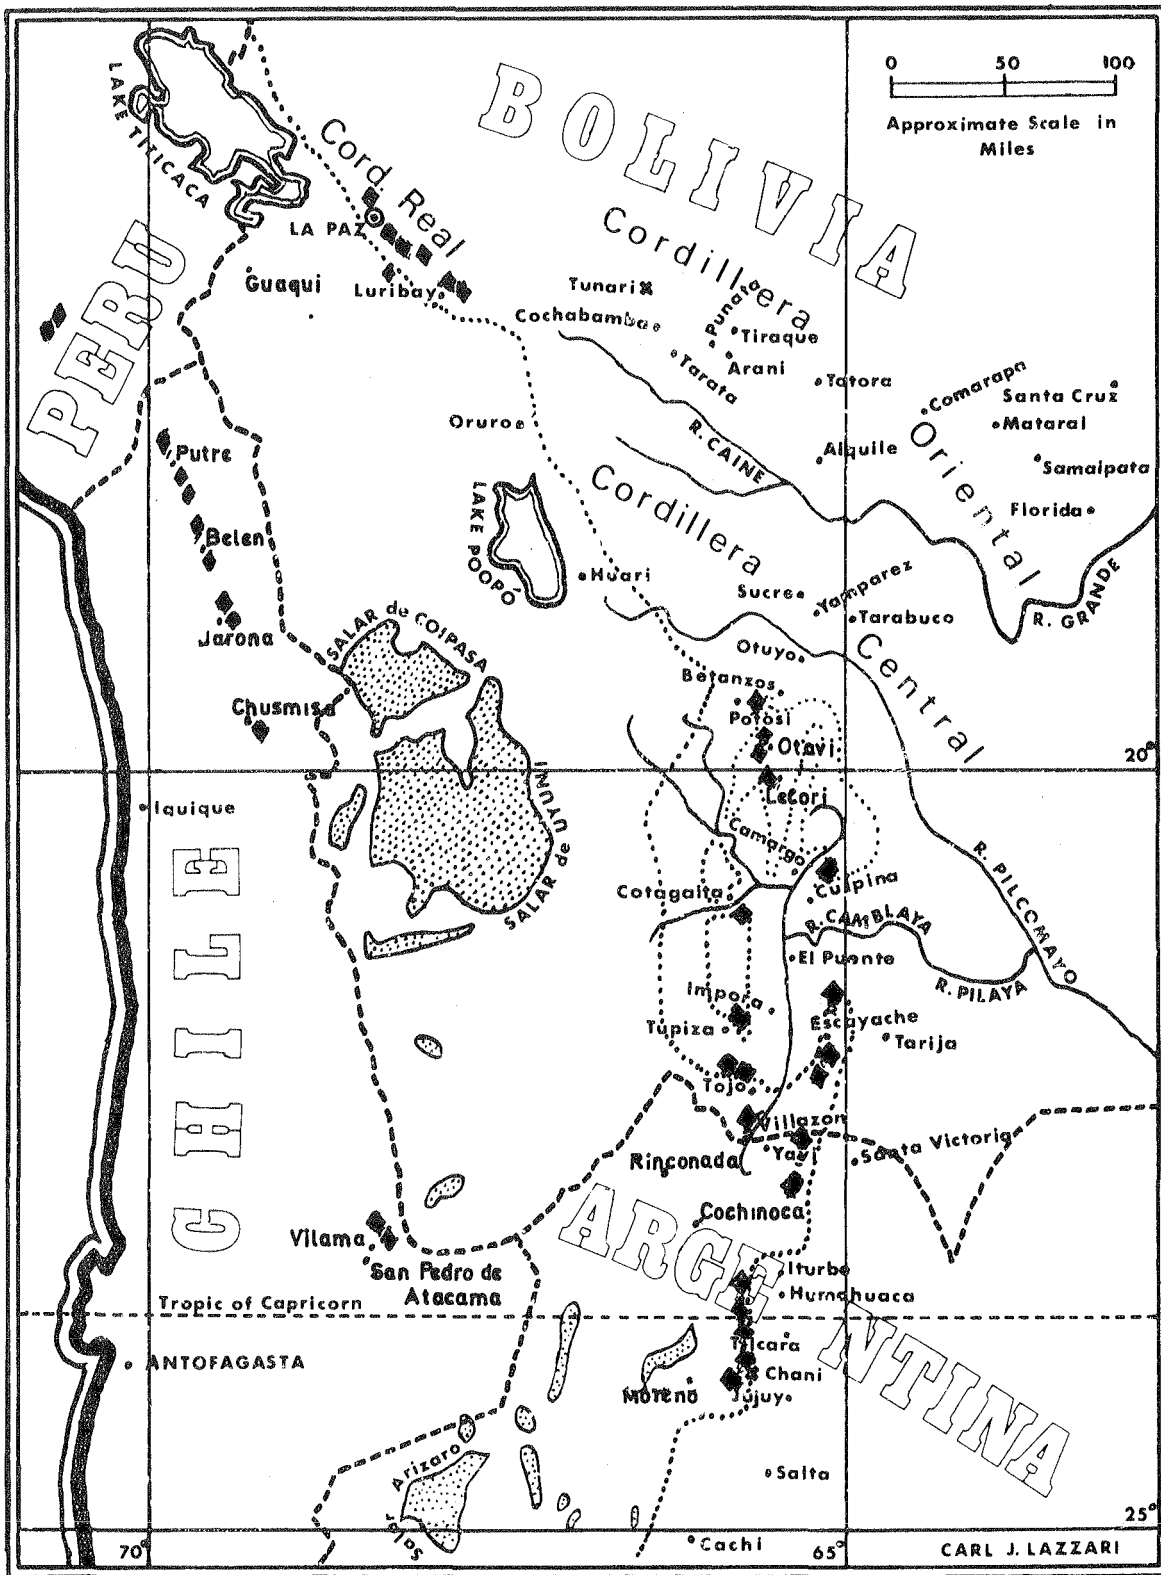 0 50 100
Approximate Scale in
Miles
BOLIVIA
LAKE TITICACA
Cord. Real
LA PAZ
Guaqui
Luribay
PERU
Cordillera
Oriental
Tunari
Cochabamba
Punata
Tiraque
Arani
Tarata
Totora
Comarapa
Santa Cruz
Mataral
Samaipata
Florida
Aiquile
R. CAINE
R. GRANDE
Oruro
LAKE POOPÓ
Huari
Cordillera
Central
Sucre
Yamparez
Tarabuco
Otuyo
Putre
Belen
Jarona
Chusmisa
SALAR de COIPASA
SALAR de UYUNI
Betanzos
Potosi
Otavi
Lecori
20°
Iquique
CHILE
Camargo
Cotagaita
Culpina
R. CAMBLAYA
R. PILCOMAYO
R. PILAYA
El Puente
Impora
Tupiza
Escayache
Tarija
Tojo
Villazon
Yavi
Santa Victoria
Rinconada
Cochinoca
ARGENTINA
Vilama
San Pedro de
Atacama
Iturbe
Humahuaca
Tropic of Capricorn
ANTOFAGASTA
Tilcara
Chani
Moreno
Jujuy
Salar Arizaro
Salta
Cachi
25°
70°
65°
CARL J. LAZZARI